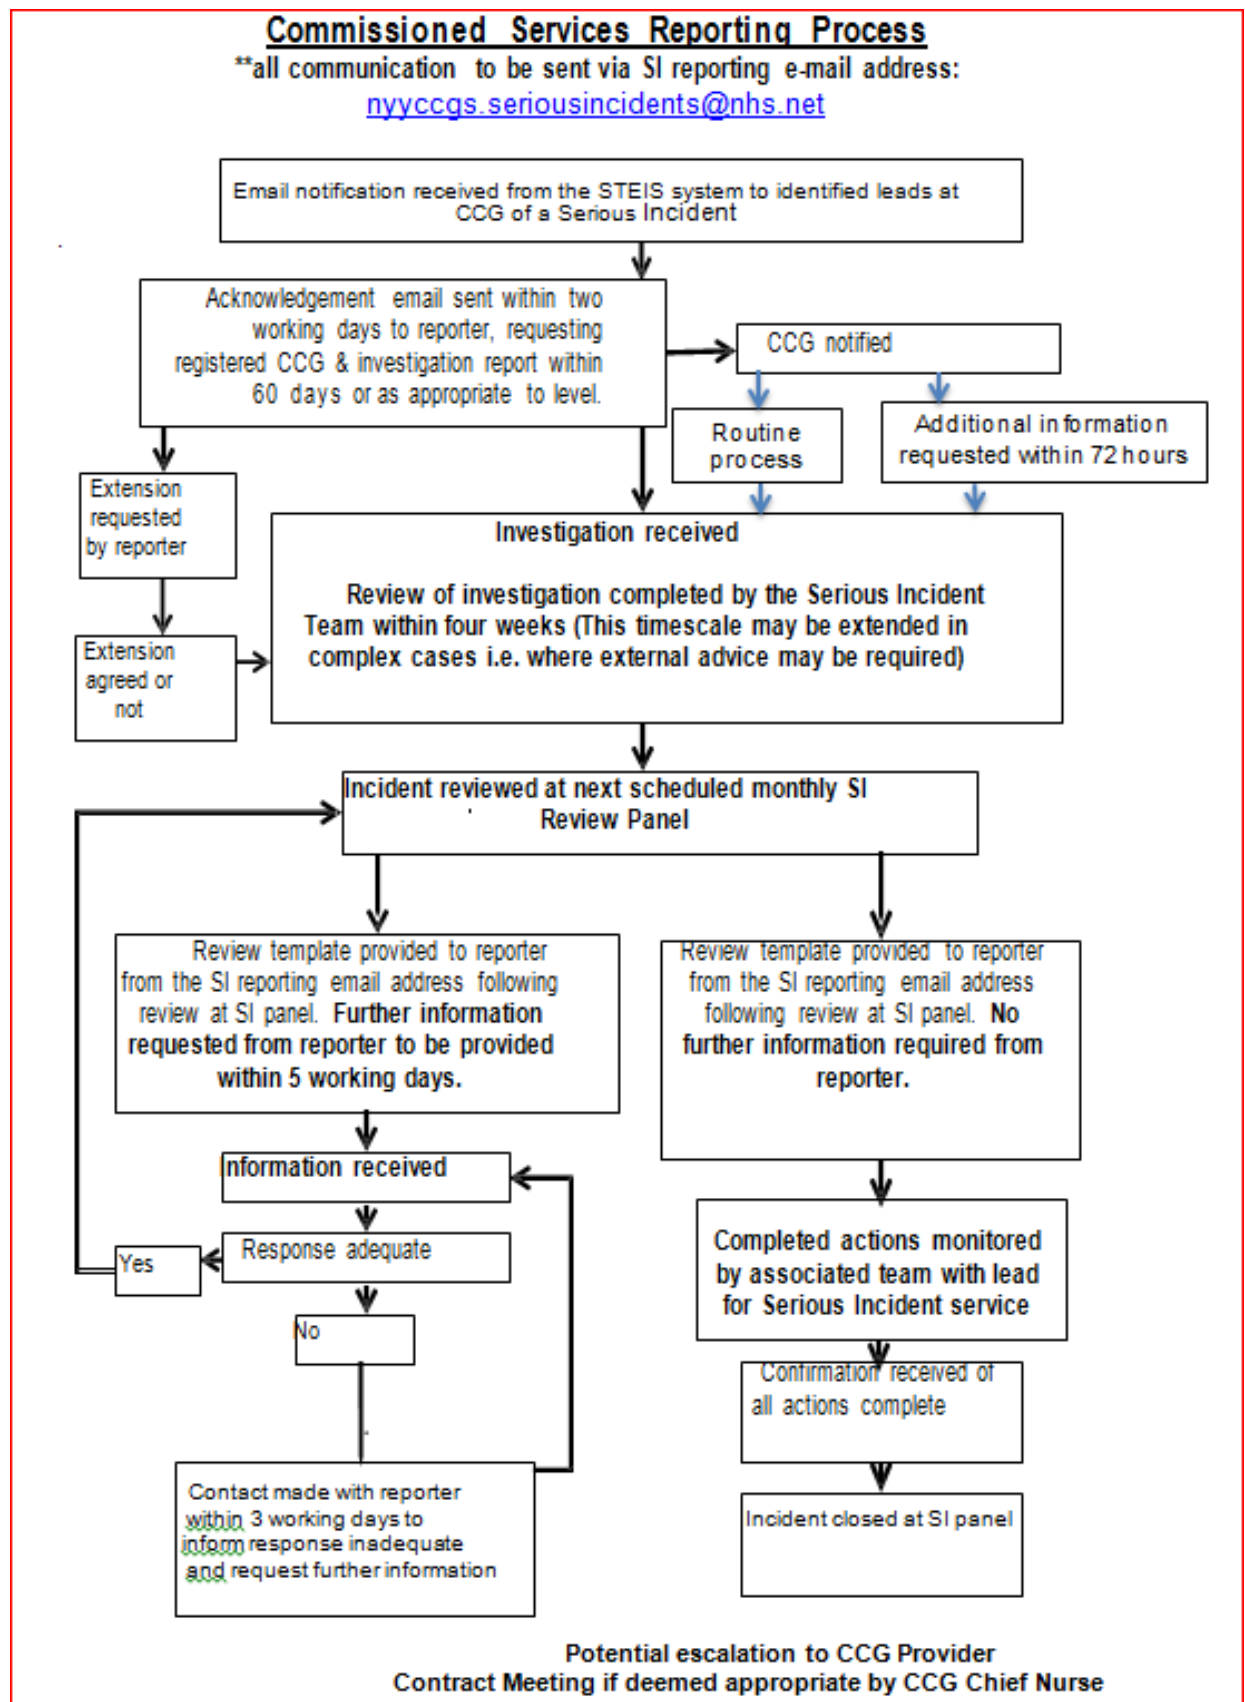 Commissioned Services Reporting Process
**all communication to be sent via SI reporting e-mail address:
nyyccgs.seriousincidents@nhs.net
Email notification received from the STEIS system to identified leads at
CCG of a Serious Incident
Acknowledgement email sent within two
working days to reporter, requesting
registered CCG & investigation report within
60 days or as appropriate to level.
CCG notified
Routine
process
Additional information
requested within 72 hours
Extension
requested
by reporter
Extension
agreed or
not
Investigation received
Review of investigation completed by the Serious Incident
Team within four weeks (This timescale may be extended in
complex cases i.e. where external advice may be required)
Incident reviewed at next scheduled monthly SI
Review Panel
Review template provided to reporter
from the SI reporting email address following
review at SI panel. Further information
requested from reporter to be provided
within 5 working days.
Review template provided to reporter
from the SI reporting email address
following review at SI panel. No
further information required from
reporter.
Information received
Response adequate
Yes
No
Contact made with reporter
within 3 working days to
inform response inadequate
and request further information
Completed actions monitored
by associated team with lead
for Serious Incident service
Confirmation received of
all actions complete
Incident closed at SI panel
Potential escalation to CCG Provider
Contract Meeting if deemed appropriate by CCG Chief Nurse